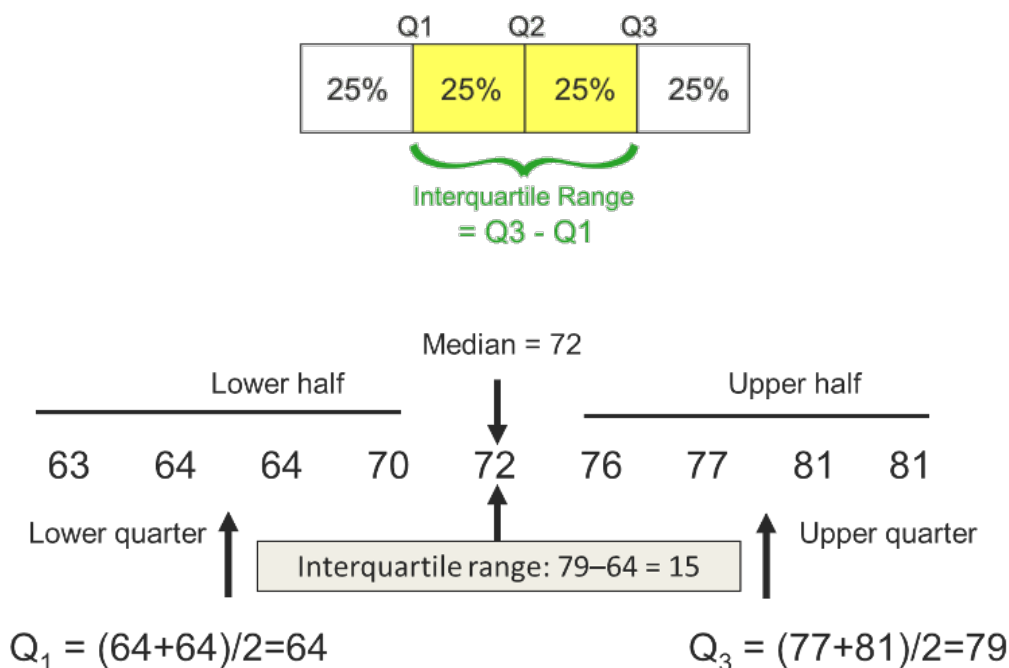 Q1 Q2 Q3
25% 25% 25% 25%
Interquartile Range
= Q3 - Q1
Median = 72
Lower half Upper half
63 64 64 70 72 76 77 81 81
Lower quarter Upper quarter
Interquartile range: 79–64 = 15
Q₁ = (64+64)/2=64 Q₃ = (77+81)/2=79